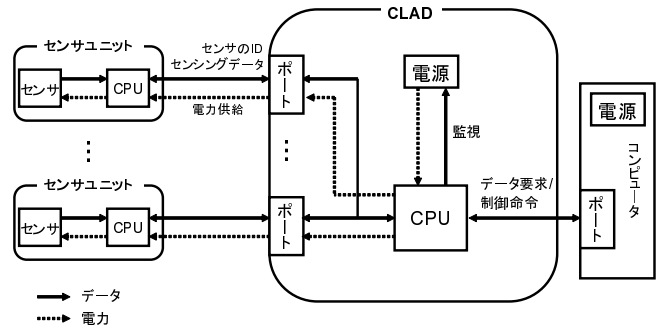 CLAD
センサユニット
センサ
CPU
センサのID
センシングデータ
電力供給
ポート
電源
監視
電源
コンピュータ
センサユニット
センサ
CPU
ポート
CPU
データ要求/
制御命令
ポート
データ
電力